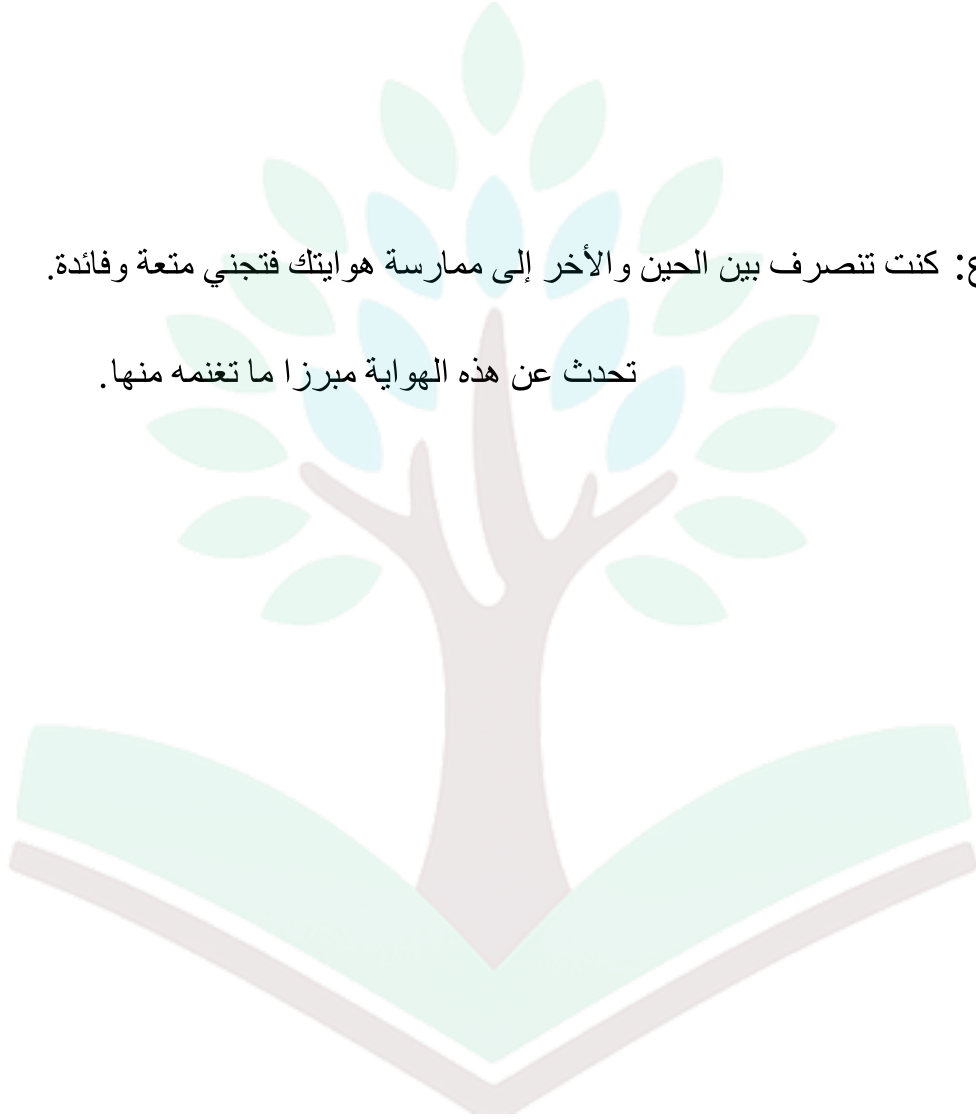 كنت تنصرف بين الحين والأخر إلى ممارسة هوايتك فتجني متعة وفائدة.
تحدث عن هذه الهواية مبرزا ما تغنمه منها.